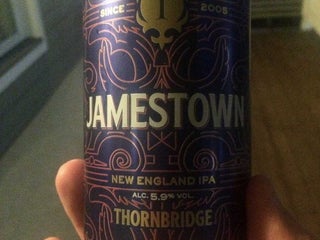 SINCE 2005
JAMESTOWN
NEW ENGLAND IPA
ALC. 5.9% VOL.
THORNBRIDGE